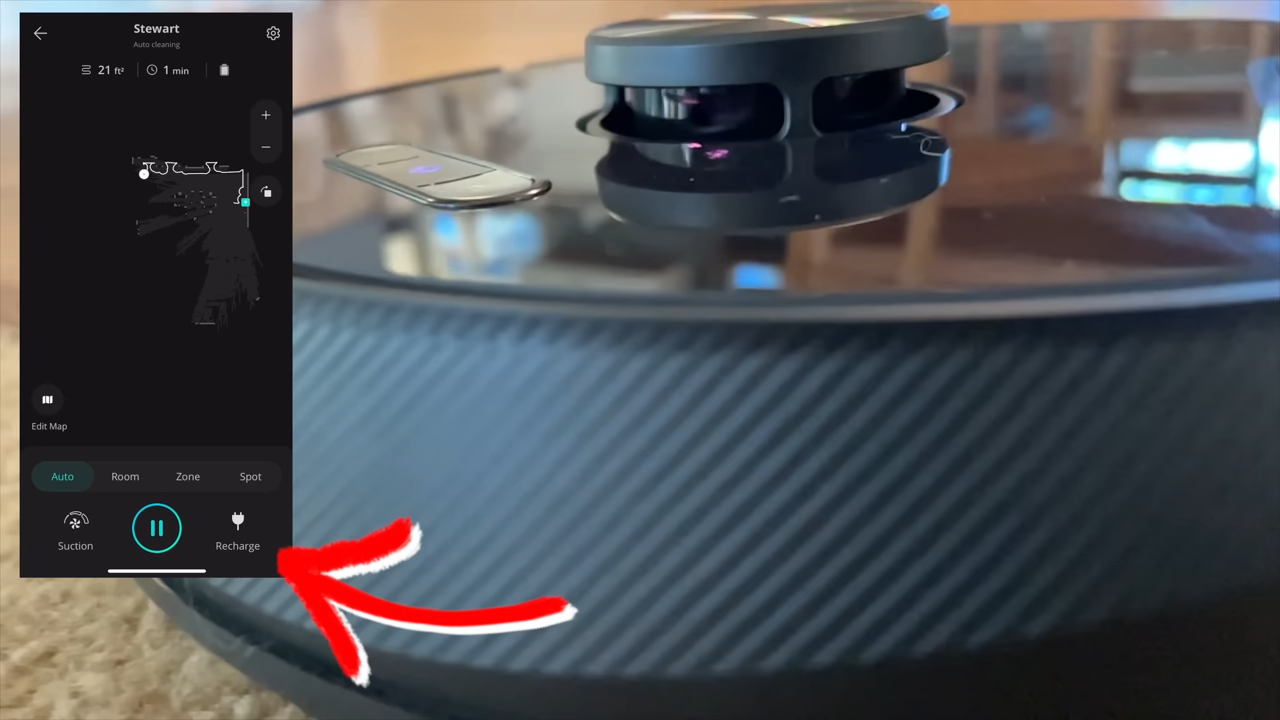 Stewart
Auto cleaning
21 ft² 1 min
+
−
Edit Map
Auto Room Zone Spot
Suction Recharge